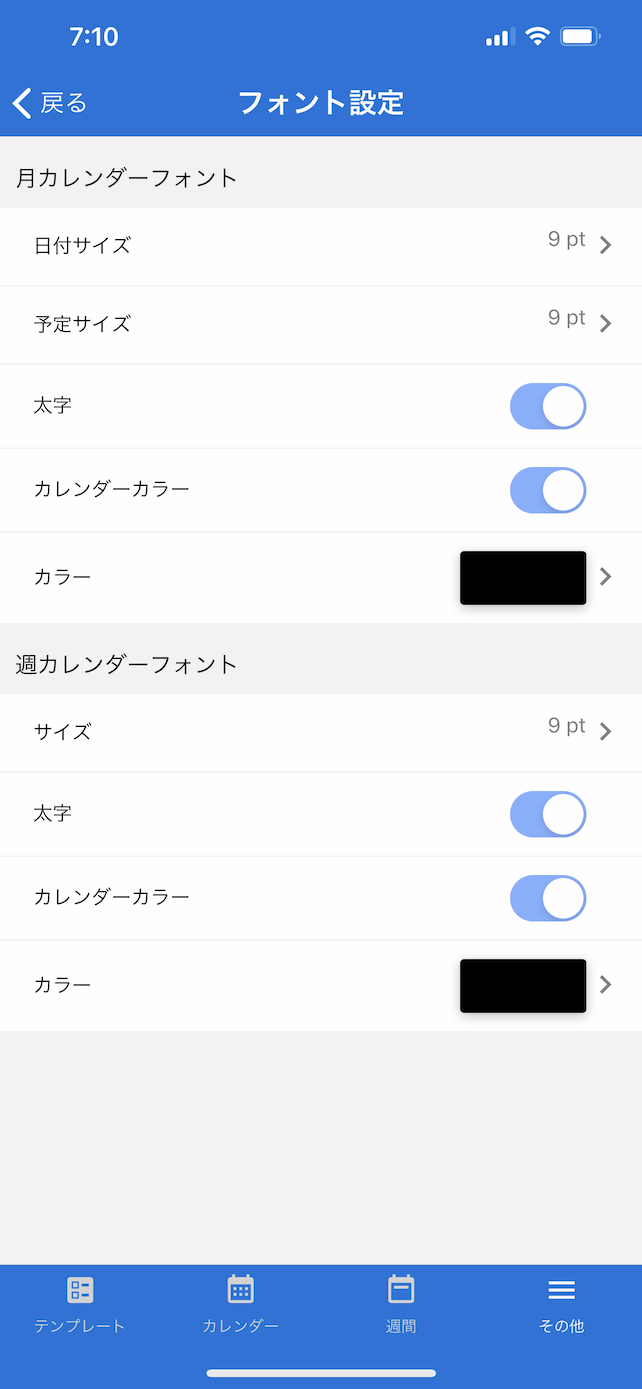 7:10
戻る
フォント設定
月カレンダーフォント
日付サイズ
9 pt
予定サイズ
9 pt
太字
カレンダーカラー
カラー
週カレンダーフォント
サイズ
9 pt
太字
カレンダーカラー
カラー
テンプレート
カレンダー
週間
その他